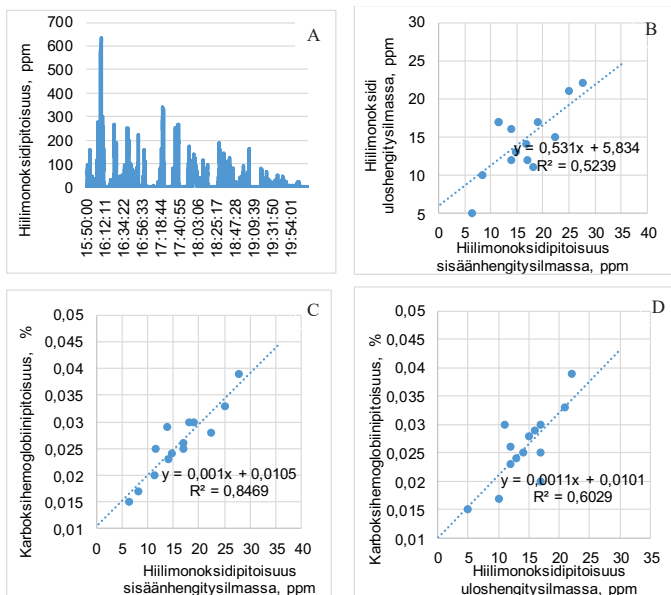 A
Hiilimonoksidipitoisuus, ppm
700
600
500
400
300
200
100
0
15:50:00
16:12:11
16:34:22
16:56:33
17:18:44
17:40:55
18:03:06
18:25:17
18:47:28
19:09:39
19:31:50
19:54:01
B
Hiilimonoksidi
uloshengitysilmassa, ppm
30
25
20
15
10
5
y = 0,531x + 5,834
R² = 0,5239
0 5 10 15 20 25 30 35 40
Hiilimonoksidipitoisuus
sisäänhengitysilmassa, ppm
C
Karboksihemoglobiinipitoisuus, %
0,05
0,045
0,04
0,035
0,03
0,025
0,02
0,015
0,01
y = 0,001x + 0,0105
R² = 0,8469
0 5 10 15 20 25 30 35 40
Hiilimonoksidipitoisuus
sisäänhengitysilmassa, ppm
D
Karboksihemoglobiinipitoisuus, %
0,05
0,045
0,04
0,035
0,03
0,025
0,02
0,015
0,01
y = 0,0011x + 0,0101
R² = 0,6029
0 5 10 15 20 25 30 35
Hiilimonoksidipitoisuus
uloshengitysilmassa, ppm